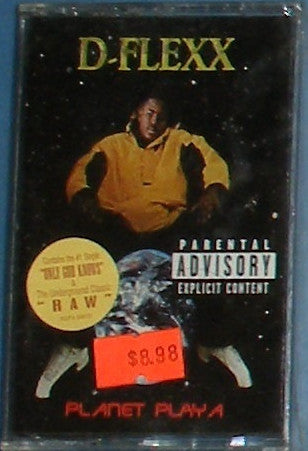 D-FLEXX
Contains the #1 Single
"ONLY GOD KNOWS"
&
The Underground Classic
"RAW"
PARENTAL
ADVISORY
EXPLICIT CONTENT
$8.98
PLANET PLAYA